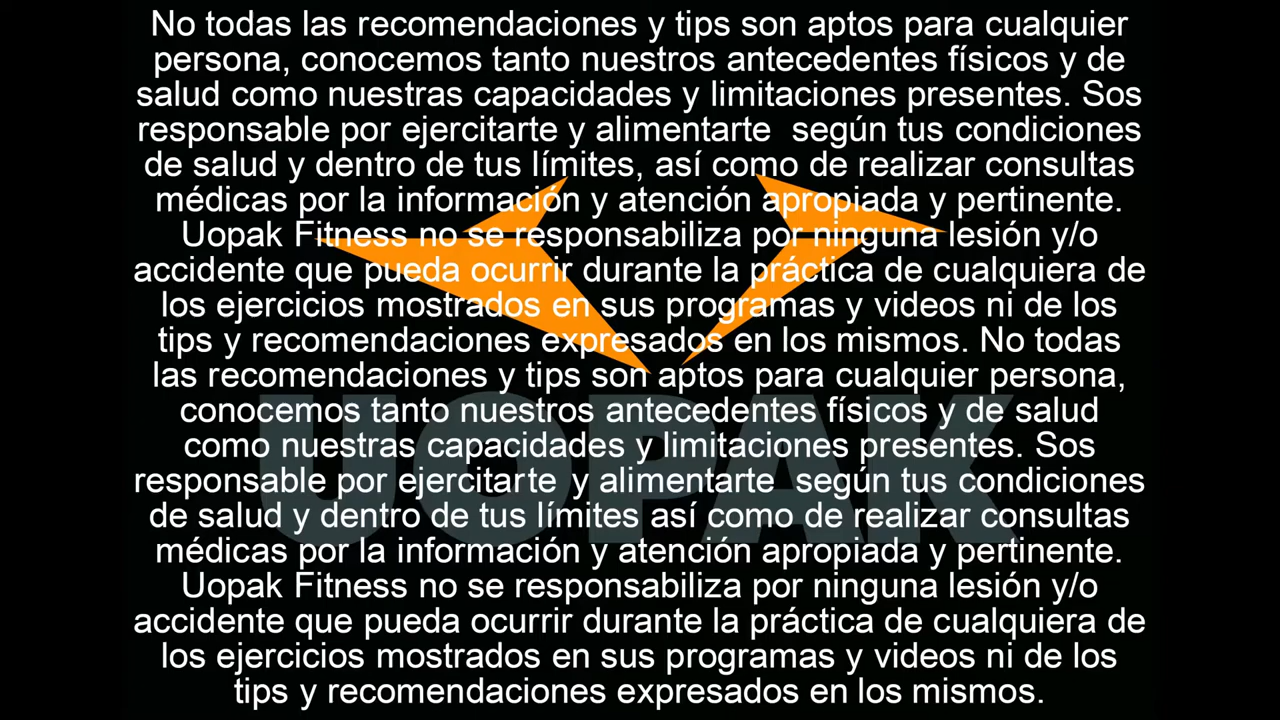 No todas las recomendaciones y tips son aptos para cualquier
persona, conocemos tanto nuestros antecedentes físicos y de
salud como nuestras capacidades y limitaciones presentes. Sos
responsable por ejercitarte y alimentarte  según tus condiciones
de salud y dentro de tus límites, así como de realizar consultas
médicas por la información y atención apropiada y pertinente.
Uopak Fitness no se responsabiliza por ninguna lesión y/o
accidente que pueda ocurrir durante la práctica de cualquiera de
los ejercicios mostrados en sus programas y videos ni de los
tips y recomendaciones expresados en los mismos. No todas
las recomendaciones y tips son aptos para cualquier persona,
conocemos tanto nuestros antecedentes físicos y de salud
como nuestras capacidades y limitaciones presentes. Sos
responsable por ejercitarte y alimentarte  según tus condiciones
de salud y dentro de tus límites así como de realizar consultas
médicas por la información y atención apropiada y pertinente.
Uopak Fitness no se responsabiliza por ninguna lesión y/o
accidente que pueda ocurrir durante la práctica de cualquiera de
los ejercicios mostrados en sus programas y videos ni de los
tips y recomendaciones expresados en los mismos.
UOPAK